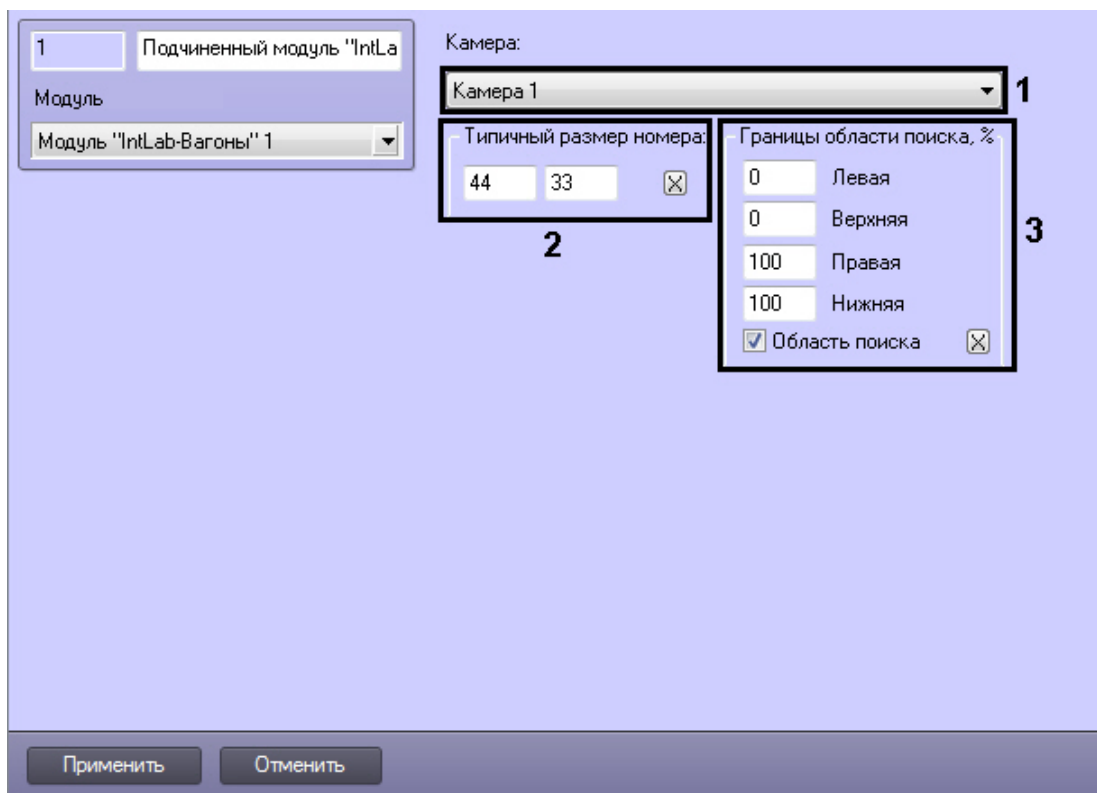 1
Подчиненный модуль "IntLa
Модуль
Модуль "IntLab-Вагоны" 1
Камера:
Камера 1
1
Типичный размер номера:
44 33
2
Границы области поиска, %
0 Левая
0 Верхняя
100 Правая
100 Нижняя
Область поиска
3
Применить Отменить